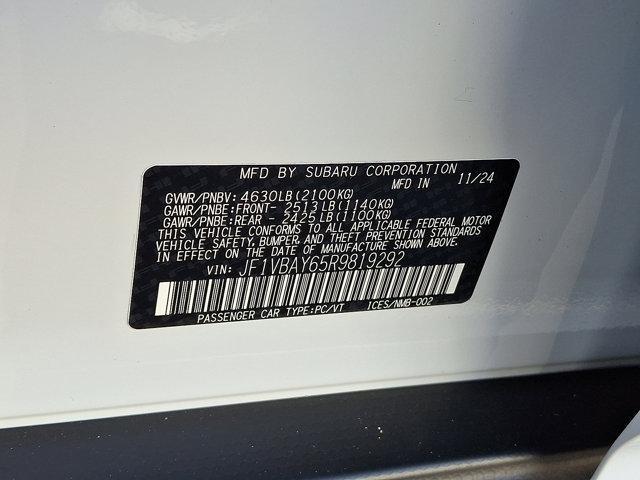 MFD BY SUBARU CORPORATION
MFD IN 11/24
GVWR/PNBV: 4630LB(2100KG)
GAWR/PNBE:FRONT- 2513LB(1140KG)
GAWR/PNBE:REAR - 2425LB(1100KG)
THIS VEHICLE CONFORMS TO ALL APPLICABLE FEDERAL MOTOR
VEHICLE SAFETY, BUMPER, AND THEFT PREVENTION STANDARDS
IN EFFECT ON THE DATE OF MANUFACTURE SHOWN ABOVE.
VIN: JF1VBAY65R9819292
PASSENGER CAR TYPE:PC/VT ICES/NMB-002